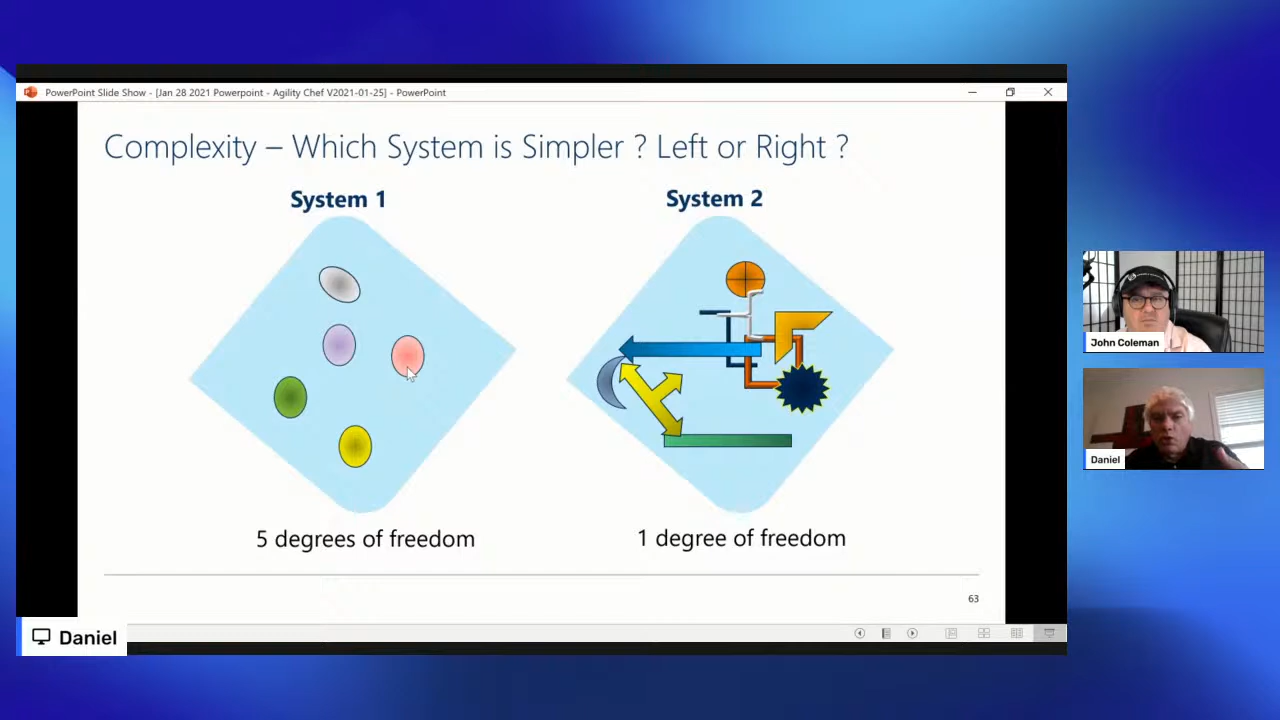 PowerPoint Slide Show - [Jan 28 2021 Powerpoint - Agility Chef V2021-01-25] - PowerPoint
Complexity – Which System is Simpler ? Left or Right ?
System 1
System 2
5 degrees of freedom
1 degree of freedom
63
John Coleman
Daniel
Daniel